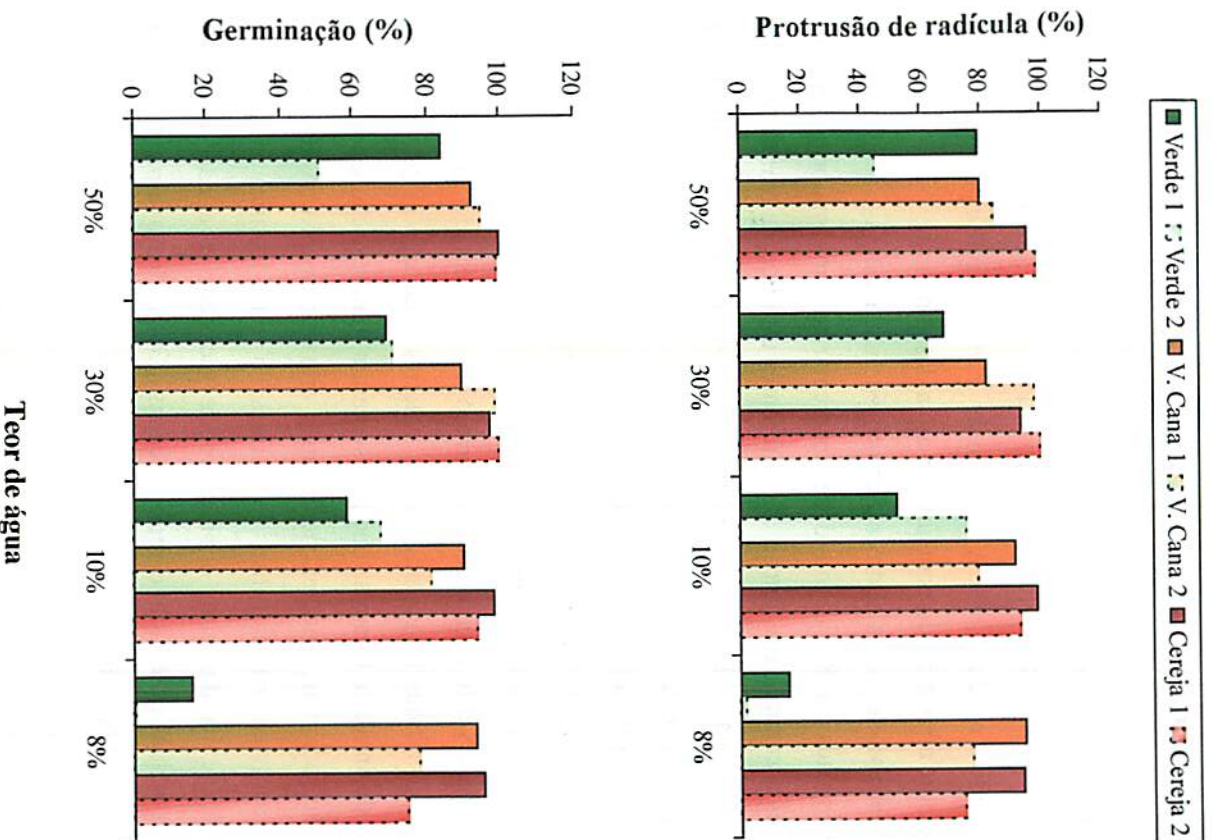 Verde 1 Verde 2 V. Cana 1 V. Cana 2 Cereja 1 Cereja 2
Protrusão de radícula (%)
120
100
80
60
40
20
0
50% 30% 10% 8%
Germinação (%)
120
100
80
60
40
20
0
50% 30% 10% 8%
Teor de água